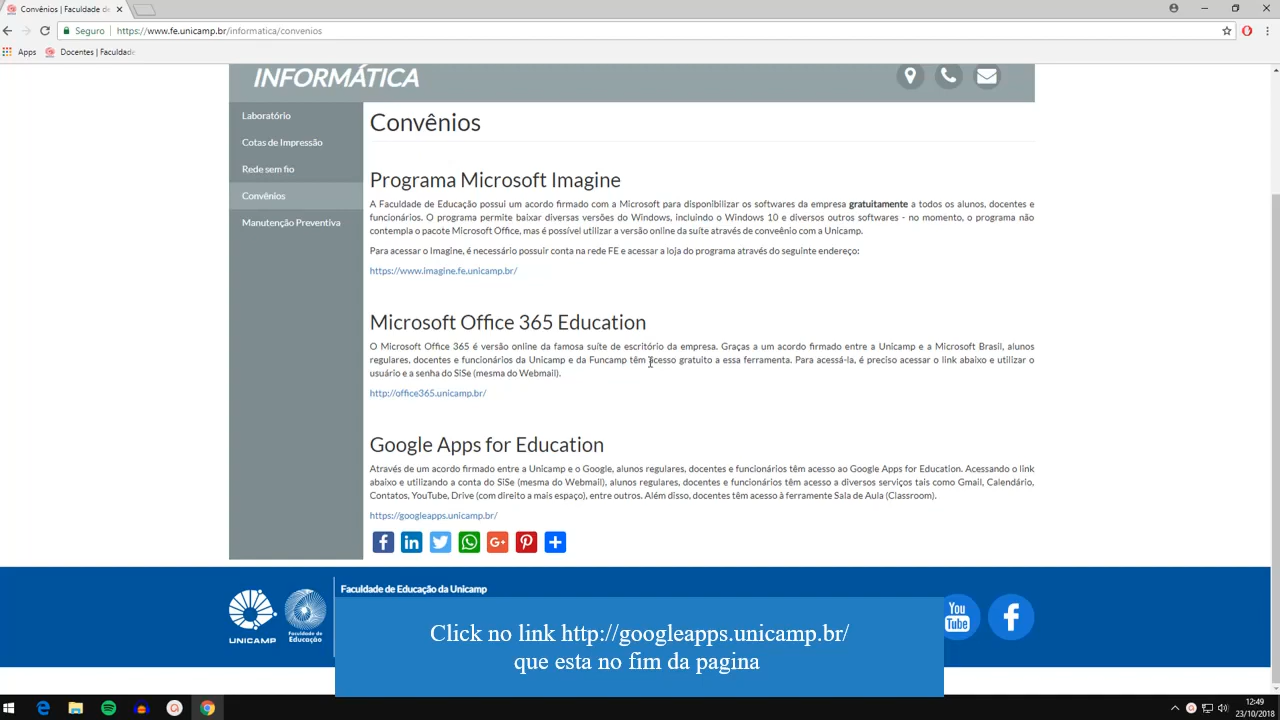 Convênios | Faculdade de
Seguro
https://www.fe.unicamp.br/informatica/convenios
Apps
Docentes | Faculdade
INFORMÁTICA
Laboratório
Cotas de Impressão
Rede sem fio
Convênios
Manutenção Preventiva
Convênios
Programa Microsoft Imagine
A Faculdade de Educação possui um acordo firmado com a Microsoft para disponibilizar os softwares da empresa gratuitamente a todos os alunos, docentes e
funcionários. O programa permite baixar diversas versões do Windows, incluindo o Windows 10 e diversos outros softwares - no momento, o programa não
contempla o pacote Microsoft Office, mas é possível utilizar a versão online da suíte através de conveênio com a Unicamp.
Para acessar o Imagine, é necessário possuir conta na rede FE e acessar a loja do programa através do seguinte endereço:
https://www.imagine.fe.unicamp.br/
Microsoft Office 365 Education
O Microsoft Office 365 é versão online da famosa suíte de escritório da empresa. Graças a um acordo firmado entre a Unicamp e a Microsoft Brasil, alunos
regulares, docentes e funcionários da Unicamp e da Funcamp têm acesso gratuito a essa ferramenta. Para acessá-la, é preciso acessar o link abaixo e utilizar o
usuário e a senha do SiSe (mesma do Webmail).
http://office365.unicamp.br/
Google Apps for Education
Através de um acordo firmado entre a Unicamp e o Google, alunos regulares, docentes e funcionários têm acesso ao Google Apps for Education. Acessando o link
abaixo e utilizando a conta do SiSe (mesma do Webmail), alunos regulares, docentes e funcionários têm acesso a diversos serviços tais como Gmail, Calendário,
Contatos, YouTube, Drive (com direito a mais espaço), entre outros. Além disso, docentes têm acesso à ferramente Sala de Aula (Classroom).
https://googleapps.unicamp.br/
Faculdade de Educação da Unicamp
UNICAMP
Faculdade de
Educação
You
Tube
Click no link http://googleapps.unicamp.br/
que esta no fim da pagina
12:49
23/10/2018